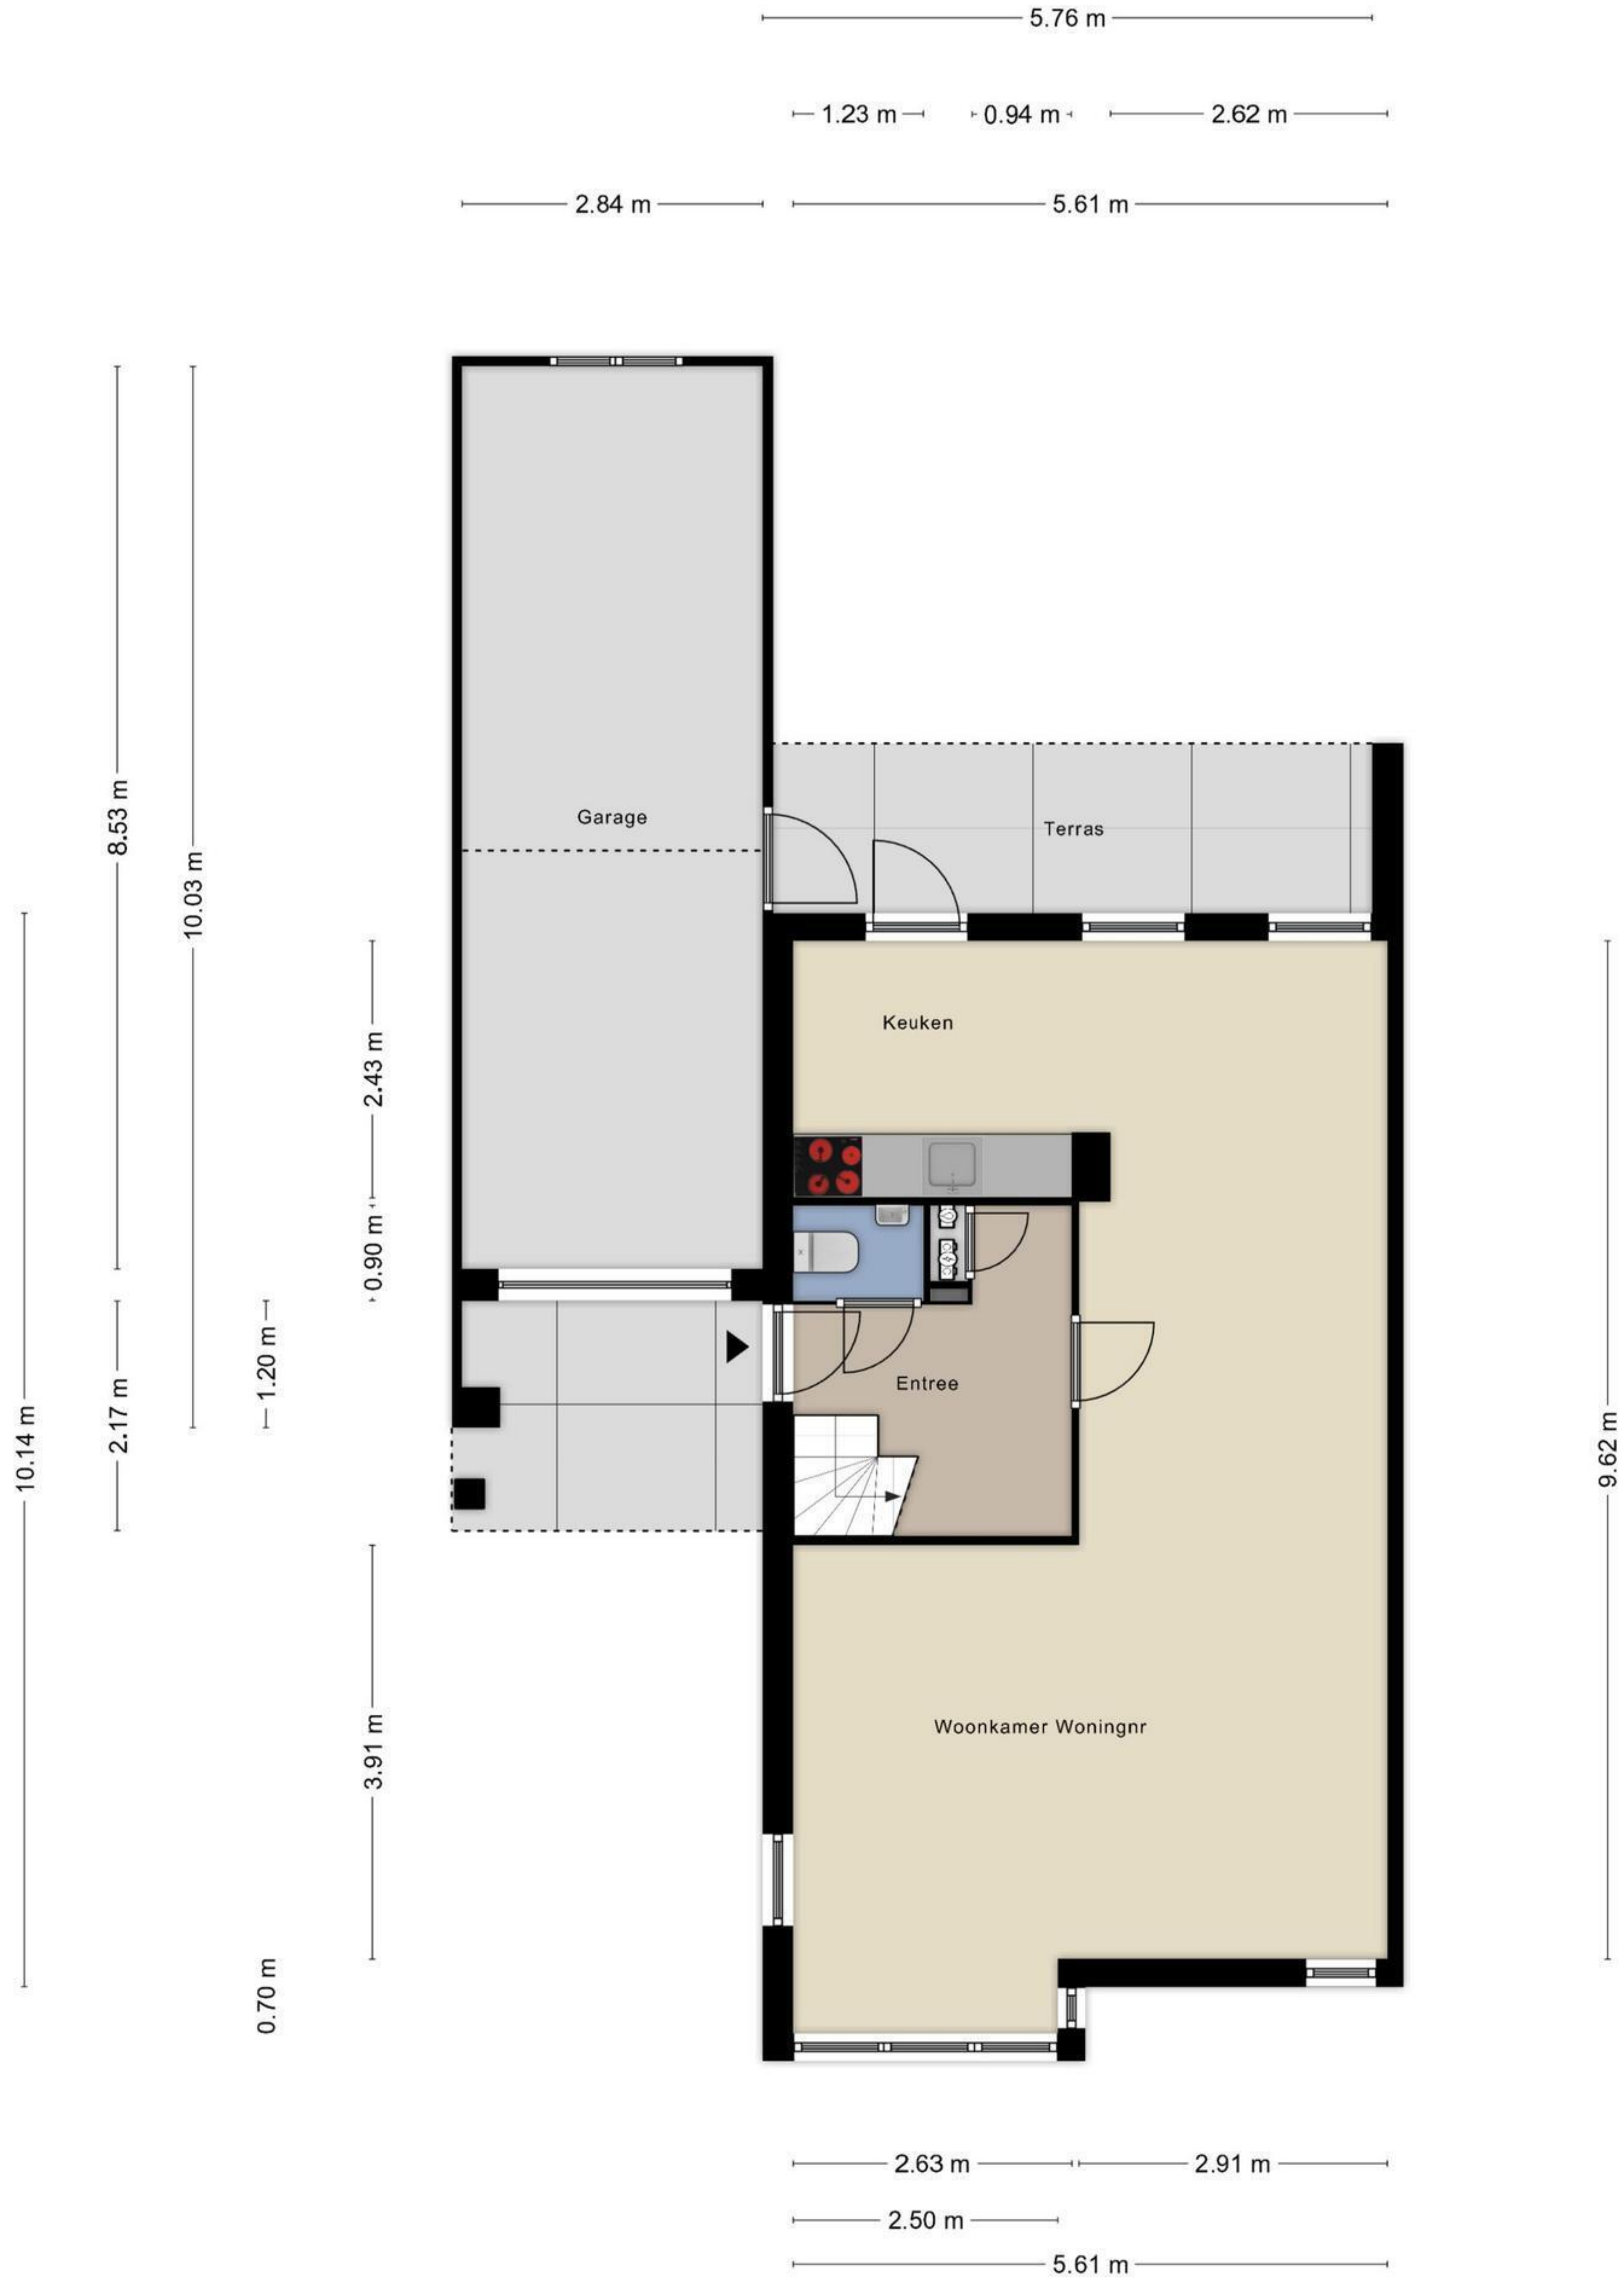 5.76 m
1.23 m
0.94 m
2.62 m
2.84 m
5.61 m
8.53 m
10.03 m
Garage
Terras
Keuken
2.43 m
0.90 m
1.20 m
Entree
2.17 m
10.14 m
9.62 m
Woonkamer Woningnr
3.91 m
0.70 m
2.63 m
2.91 m
2.50 m
5.61 m